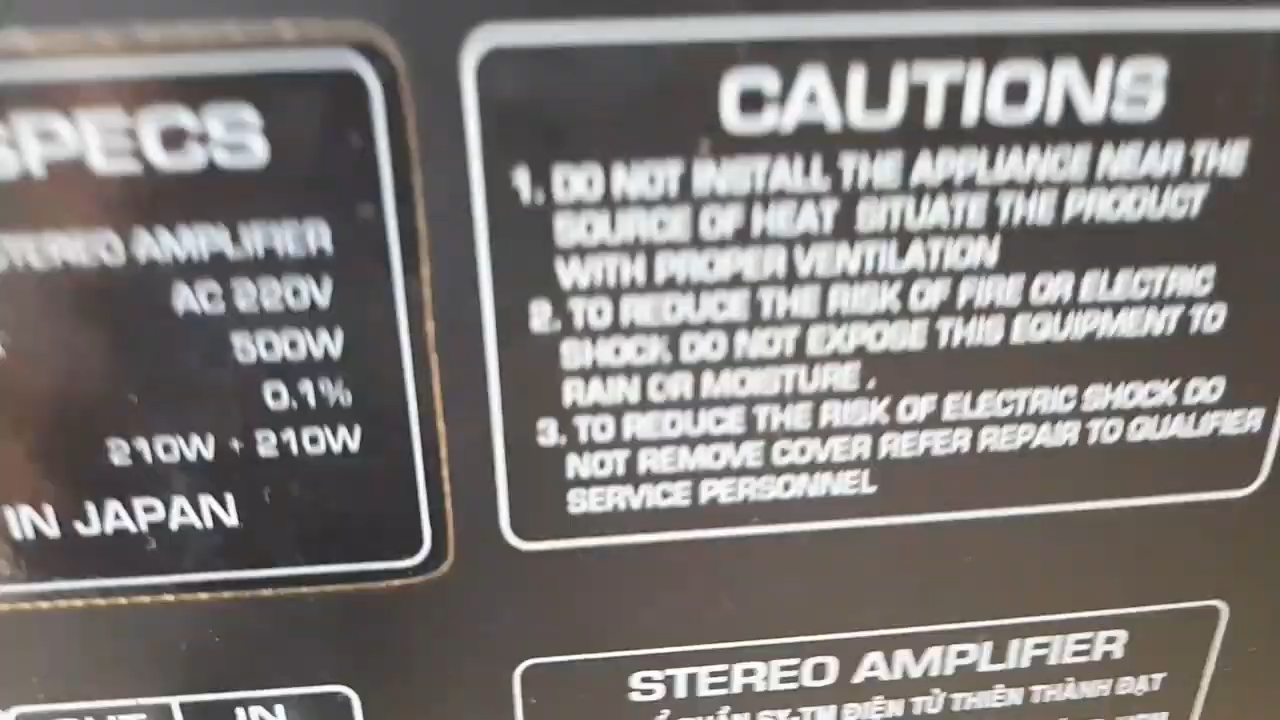 SPECS
STEREO AMPLIFIER
AC 220V
500W
0.1%
210W + 210W
IN JAPAN
CAUTIONS
1. DO NOT INSTALL THE APPLIANCE NEAR THE
SOURCE OF HEAT SITUATE THE PRODUCT
WITH PROPER VENTILATION
2. TO REDUCE THE RISK OF FIRE OR ELECTRIC
SHOCK DO NOT EXPOSE THIS EQUIPMENT TO
RAIN OR MOISTURE .
3. TO REDUCE THE RISK OF ELECTRIC SHOCK DO
NOT REMOVE COVER REFER REPAIR TO QUALIFIER
SERVICE PERSONNEL
STEREO AMPLIFIER
PHẦN SX-TM ĐIỆN TỬ THIÊN THÀNH ĐẠT
IN